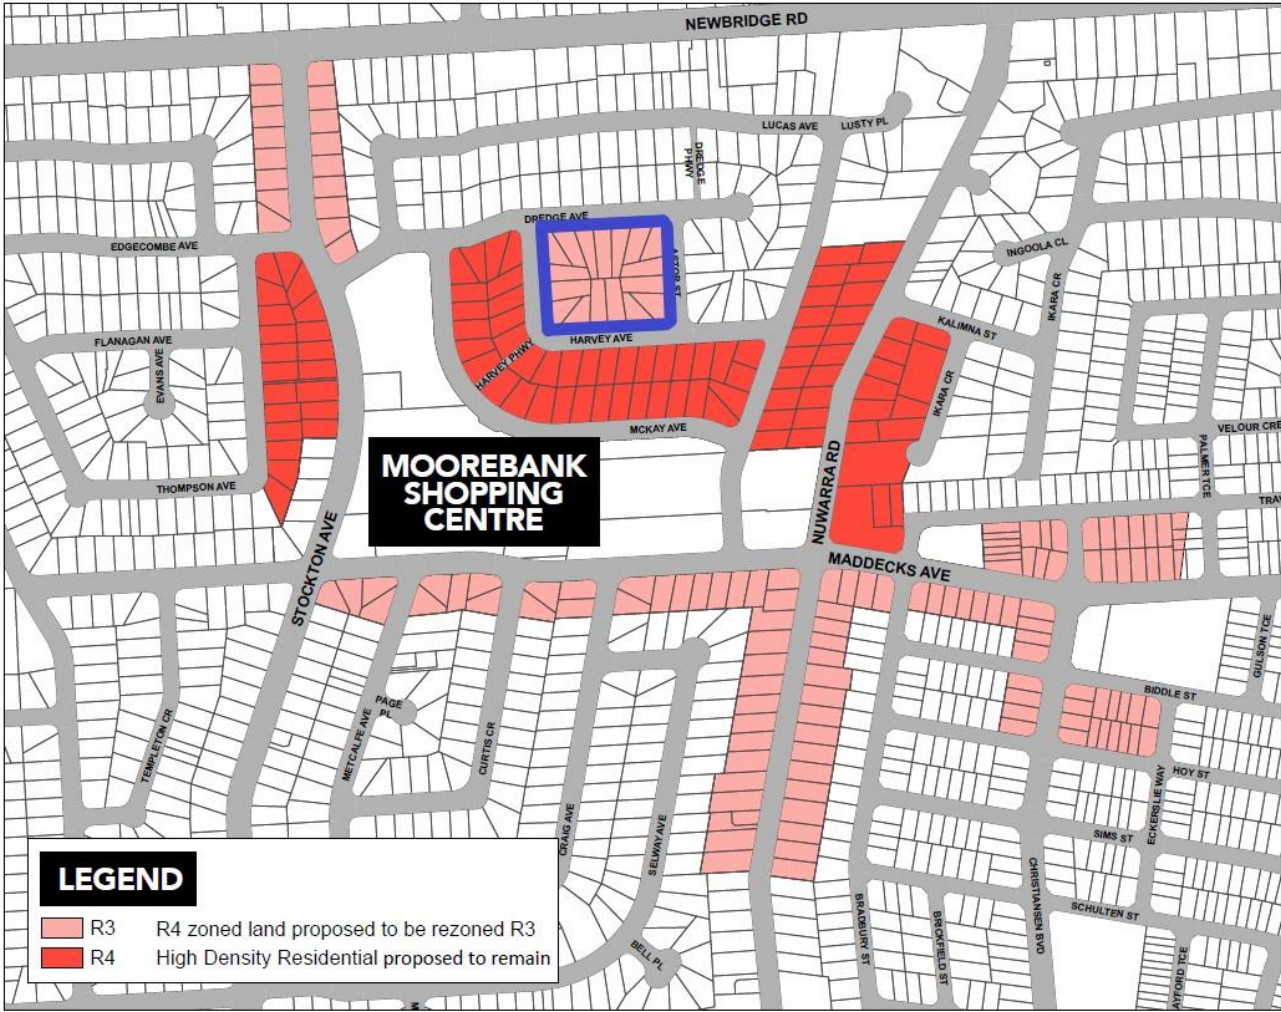 NEWBRIDGE RD
LUCAS AVE
LUSTY PL
DREDGE
PHWY
DREDGE AVE
ASTOR ST
EDGECOMBE AVE
INGOOLA CL
IKARA CR
KALIMNA ST
FLANAGAN AVE
EVANS AVE
HARVEY AVE
HARVEY PHWY
IKARA CR
MCKAY AVE
VELOUR CRE
PALMER TCE
MOOREBANK
SHOPPING
CENTRE
THOMPSON AVE
NUWARRA RD
TRAV
STOCKTON AVE
MADDECKS AVE
GULSON TCE
BIDDLE ST
PAGE
PL
TEMPLETON CR
METCALFE AVE
CURTIS CR
HOY ST
ECKERSLIE WAY
CRAIG AVE
SELWAY AVE
SIMS ST
CHRISTIANSEN BVD
SCHULTEN ST
BRADBURY ST
BRICKFIELD ST
BELL PL
AYFORD TCE
M
LEGEND
R3 R4 zoned land proposed to be rezoned R3
R4 High Density Residential proposed to remain